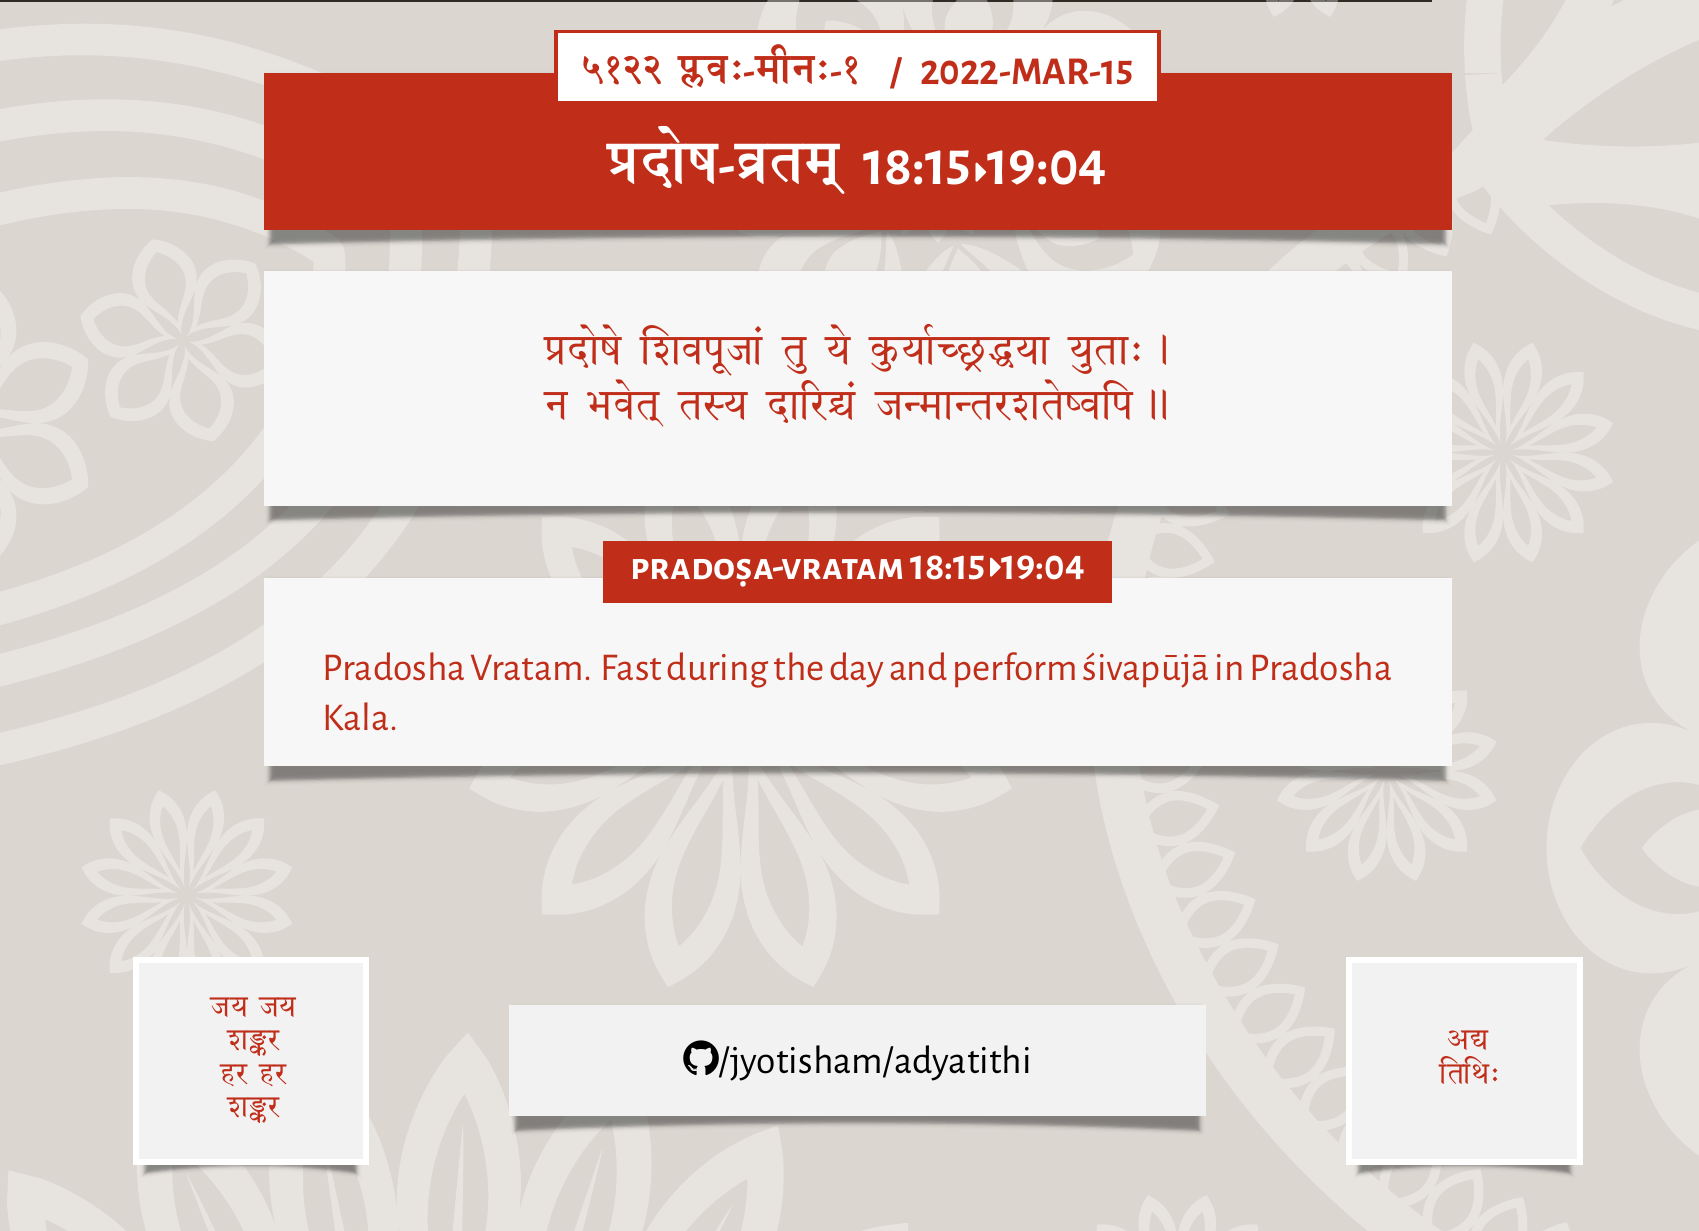 ५१२२ प्लवः-मीनः-१ / 2022-MAR-15
प्रदोष-व्रतम् 18:15▸19:04
प्रदोषे शिवपूजां तु ये कुर्याच्छ्रद्धया युताः ।
न भवेत् तस्य दारिद्र्यं जन्मान्तरशतेष्वपि ॥
PRADOṢA-VRATAM 18:15▸19:04
Pradosha Vratam. Fast during the day and perform śivapūjā in Pradosha
Kala.
जय जय
शङ्कर
हर हर
शङ्कर
/jyotisham/adyatithi
अद्य
तिथिः